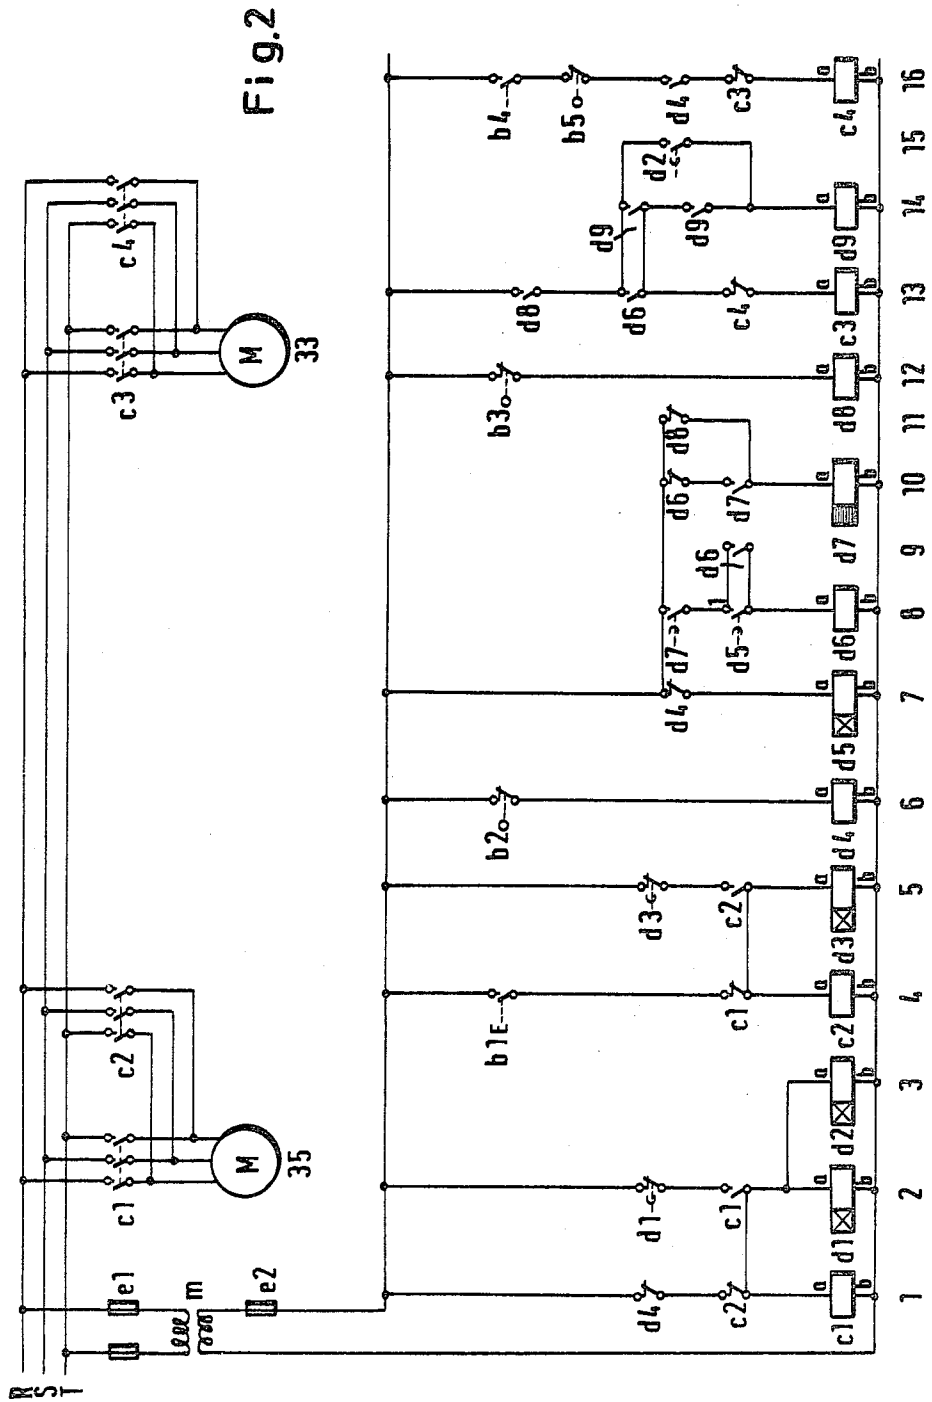 Fig.2
R
S
T
e1
m
e2
c1
M
35
c2
c3
M
33
c4
d4
c2
d1
c1
b1E
c1
d3
c2
b2
d4
d7
d5
d6
d6
d7
d8
b3
d8
d6
c4
d9
d9
d2
b4
b5
d4
c3
a a a a a a a a a a a a a a
b b b b b b b b b b b b b
c1 d1 d2 c2 d3 d4 d5 d6 d7 d8 c3 d9 c4
1 2 3 4 5 6 7 8 9 10 11 12 13 14 15 16